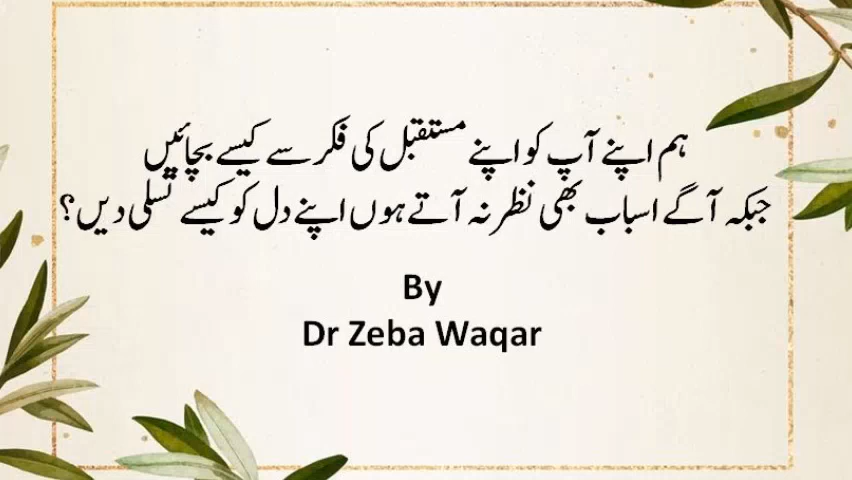 ہم اپنے آپ کو اپنے مستقبل کی فکر سے کیسے بچائیں
جبکہ آگے اسباب بھی نظر نہ آتے ہوں اپنے دل کو کیسے تسلی دیں؟
By
Dr Zeba Waqar